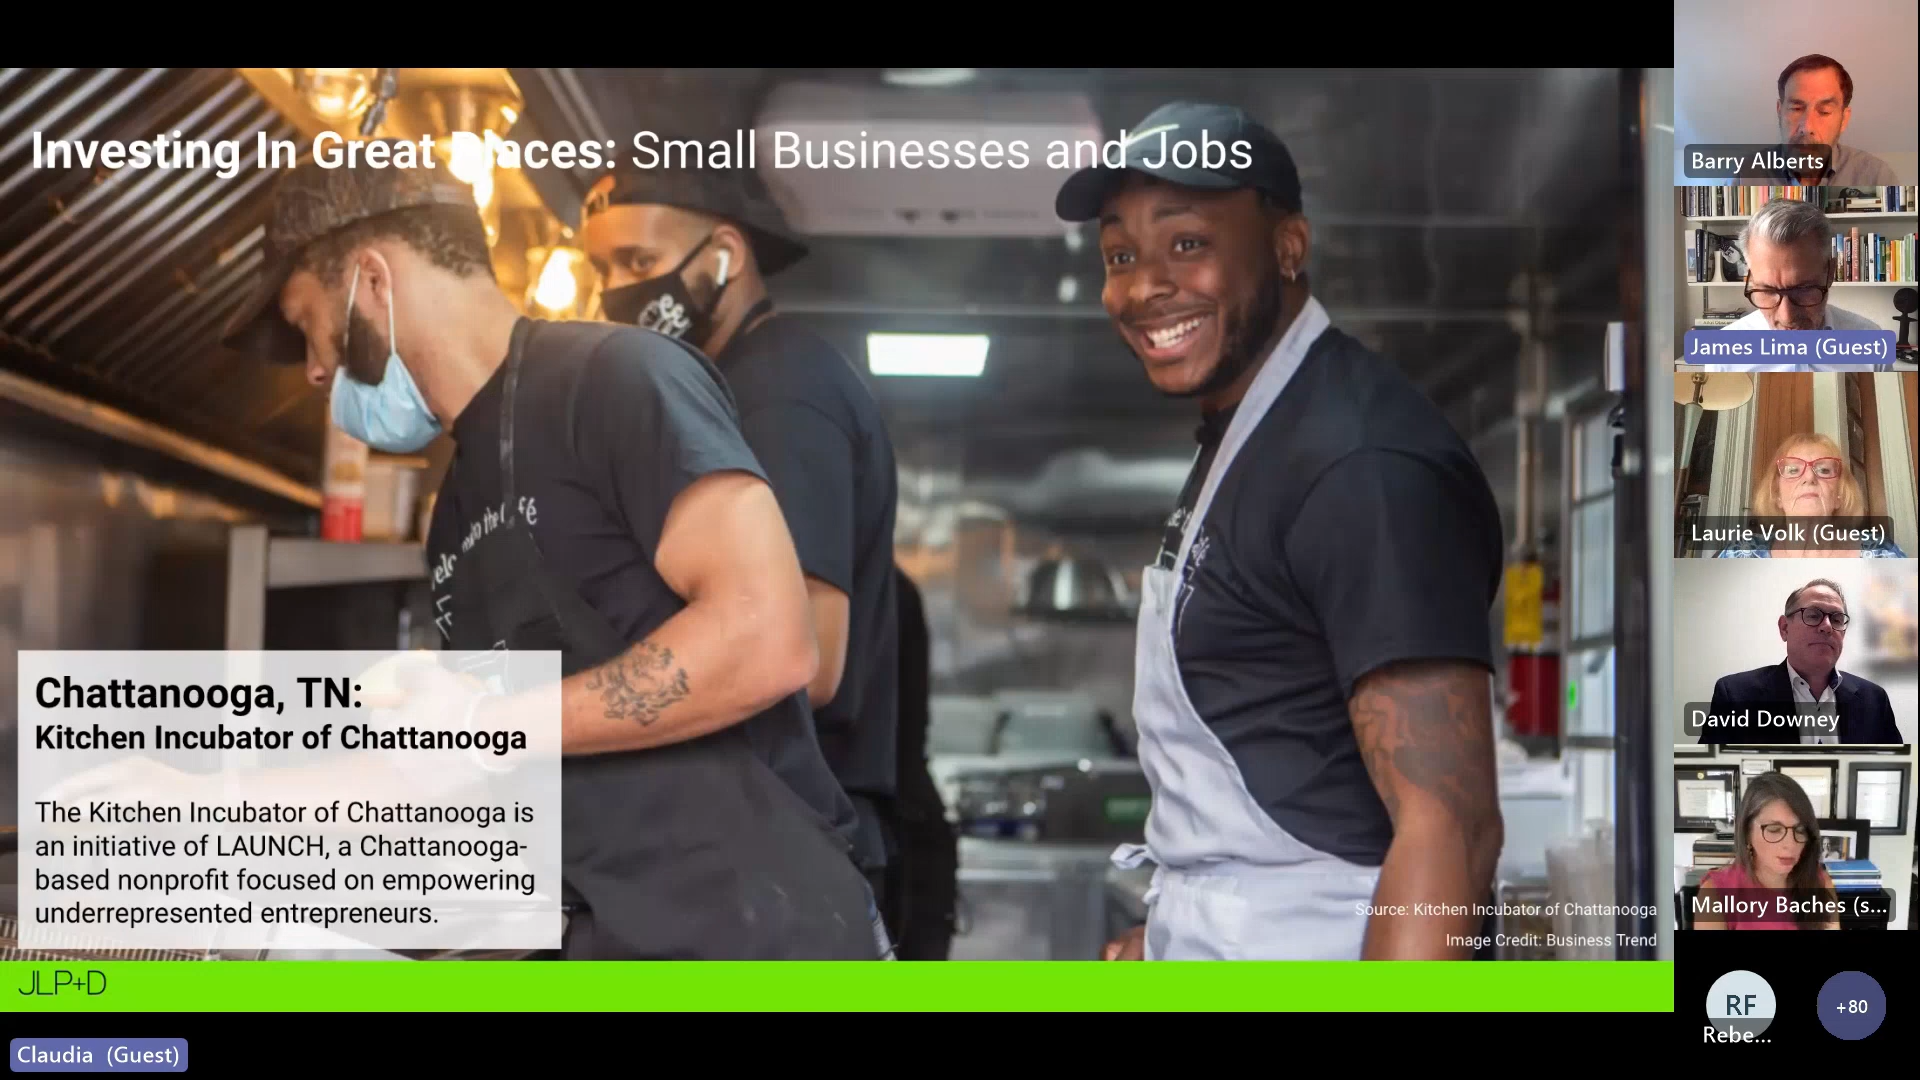 Investing In Great Places: Small Businesses and Jobs
Chattanooga, TN:
Kitchen Incubator of Chattanooga
The Kitchen Incubator of Chattanooga is
an initiative of LAUNCH, a Chattanooga-
based nonprofit focused on empowering
underrepresented entrepreneurs.
Source: Kitchen Incubator of Chattanooga
Image Credit: Business Trend
JLP+D
Claudia (Guest)
Barry Alberts
James Lima (Guest)
Laurie Volk (Guest)
David Downey
Mallory Baches (s...
RF
Rebe...
+80